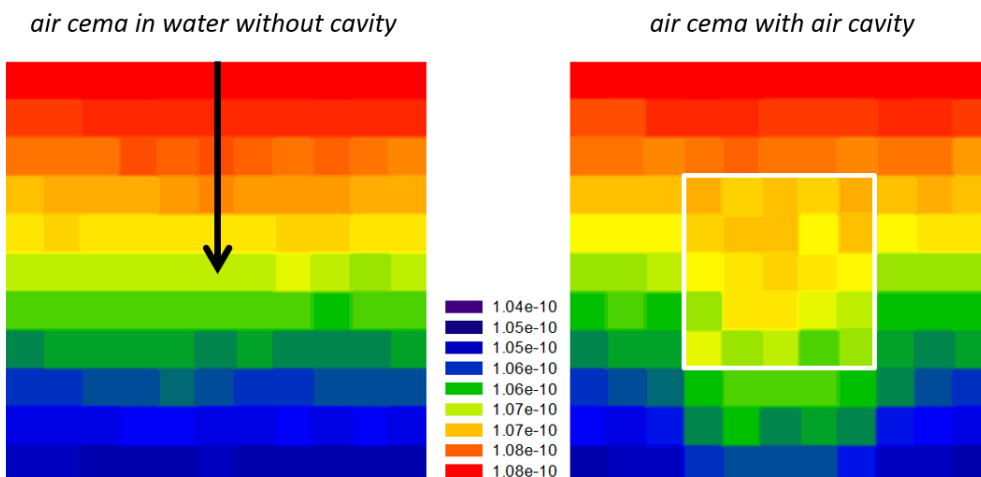 air cema in water without cavity
air cema with air cavity
1.04e-10
1.05e-10
1.05e-10
1.06e-10
1.06e-10
1.07e-10
1.07e-10
1.08e-10
1.08e-10